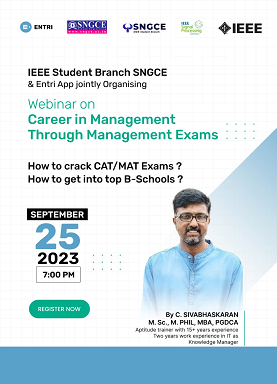 ENTRI
SNGCE
SNGCE
IEEE
Signal
Processing
IEEE
IEEE Student Branch SNGCE
& Entri App jointly Organising
Webinar on
Career in Management
Through Management Exams
How to crack CAT/MAT Exams ?
How to get into top B-Schools ?
SEPTEMBER
25
2023
7:00 PM
REGISTER NOW
By C. SIVABHASKARAN
M. Sc., M. PHIL, MBA, PGDCA
Aptitude trainer with 15+ years experience
Two years work experience in IT as
Knowledge Manager